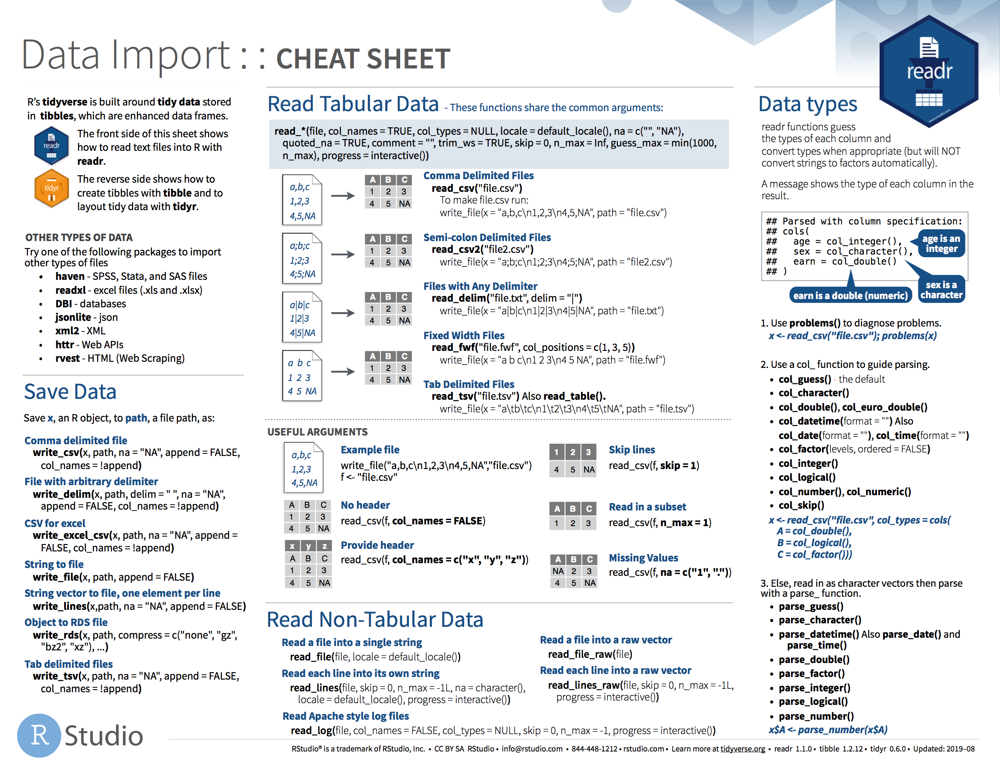 Data Import : : CHEAT SHEET
readr
www.rstudio.com
R’s tidyverse is built around tidy data stored
in tibbles, which are enhanced data frames.
readr
The front side of this sheet shows
how to read text files into R with
readr.
tidyr
The reverse side shows how to
create tibbles with tibble and to
layout tidy data with tidyr.
OTHER TYPES OF DATA
Try one of the following packages to import
other types of files
• haven - SPSS, Stata, and SAS files
• readxl - excel files (.xls and .xlsx)
• DBI - databases
• jsonlite - json
• xml2 - XML
• httr - Web APIs
• rvest - HTML (Web Scraping)
Save Data
Save x, an R object, to path, a file path, as:
Comma delimited file
write_csv(x, path, na = "NA", append = FALSE,
col_names = !append)
File with arbitrary delimiter
write_delim(x, path, delim = " ", na = "NA",
append = FALSE, col_names = !append)
CSV for excel
write_excel_csv(x, path, na = "NA", append =
FALSE, col_names = !append)
String to file
write_file(x, path, append = FALSE)
String vector to file, one element per line
write_lines(x,path, na = "NA", append = FALSE)
Object to RDS file
write_rds(x, path, compress = c("none", "gz",
"bz2", "xz"), ...)
Tab delimited files
write_tsv(x, path, na = "NA", append = FALSE,
col_names = !append)
Read Tabular Data - These functions share the common arguments:
read_*(file, col_names = TRUE, col_types = NULL, locale = default_locale(), na = c("", "NA"),
quoted_na = TRUE, comment = "", trim_ws = TRUE, skip = 0, n_max = Inf, guess_max = min(1000,
n_max), progress = interactive())
a,b,c
1,2,3
4,5,NA
A B C
1 2 3
4 5 NA
Comma Delimited Files
read_csv("file.csv")
To make file.csv run:
write_file(x = "a,b,c\n1,2,3\n4,5,NA", path = "file.csv")
a;b;c
1;2;3
4;5;NA
A B C
1 2 3
4 5 NA
Semi-colon Delimited Files
read_csv2("file2.csv")
write_file(x = "a;b;c\n1;2;3\n4;5;NA", path = "file2.csv")
a|b|c
1|2|3
4|5|NA
A B C
1 2 3
4 5 NA
Files with Any Delimiter
read_delim("file.txt", delim = "|")
write_file(x = "a|b|c\n1|2|3\n4|5|NA", path = "file.txt")
a b c
1 2 3
4 5 NA
A B C
1 2 3
4 5 NA
Fixed Width Files
read_fwf("file.fwf", col_positions = c(1, 3, 5))
write_file(x = "a b c\n1 2 3\n4 5 NA", path = "file.fwf")
Tab Delimited Files
read_tsv("file.tsv") Also read_table().
write_file(x = "a\tb\tc\n1\t2\t3\n4\t5\tNA", path = "file.tsv")
USEFUL ARGUMENTS
a,b,c
1,2,3
4,5,NA
Example file
write_file("a,b,c\n1,2,3\n4,5,NA","file.csv")
f <- "file.csv"
A B C
1 2 3
4 5 NA
No header
read_csv(f, col_names = FALSE)
x y z
A B C
1 2 3
4 5 NA
Provide header
read_csv(f, col_names = c("x", "y", "z"))
1 2 3
4 5 NA
Skip lines
read_csv(f, skip = 1)
A B C
1 2 3
Read in a subset
read_csv(f, n_max = 1)
A B C
NA 2 3
4 5 NA
Missing Values
read_csv(f, na = c("1", "."))
Read Non-Tabular Data
Read a file into a single string
read_file(file, locale = default_locale())
Read each line into its own string
read_lines(file, skip = 0, n_max = -1L, na = character(),
locale = default_locale(), progress = interactive())
Read a file into a raw vector
read_file_raw(file)
Read each line into a raw vector
read_lines_raw(file, skip = 0, n_max = -1L,
progress = interactive())
Read Apache style log files
read_log(file, col_names = FALSE, col_types = NULL, skip = 0, n_max = -1, progress = interactive())
Data types
readr functions guess
the types of each column and
convert types when appropriate (but will NOT
convert strings to factors automatically).
A message shows the type of each column in the
result.
## Parsed with column specification:
## cols(
##   age = col_integer(),
##   sex = col_character(),
##   earn = col_double()
## )
age is an
integer
sex is a
character
earn is a double (numeric)
1. Use problems() to diagnose problems.
x <- read_csv("file.csv"); problems(x)
2. Use a col_ function to guide parsing.
• col_guess() - the default
• col_character()
• col_double(), col_euro_double()
• col_datetime(format = "") Also
col_date(format = ""), col_time(format = "")
• col_factor(levels, ordered = FALSE)
• col_integer()
• col_logical()
• col_number(), col_numeric()
• col_skip()
x <- read_csv("file.csv", col_types = cols(
A = col_double(),
B = col_logical(),
C = col_factor()))
3. Else, read in as character vectors then parse
with a parse_ function.
• parse_guess()
• parse_character()
• parse_datetime() Also parse_date() and
parse_time()
• parse_double()
• parse_factor()
• parse_integer()
• parse_logical()
• parse_number()
x$A <- parse_number(x$A)
R Studio
RStudio® is a trademark of RStudio, Inc. • CC BY SA RStudio • info@rstudio.com • 844-448-1212 • rstudio.com • Learn more at tidyverse.org • readr 1.1.0 • tibble 1.2.12 • tidyr 0.6.0 • Updated: 2019–08